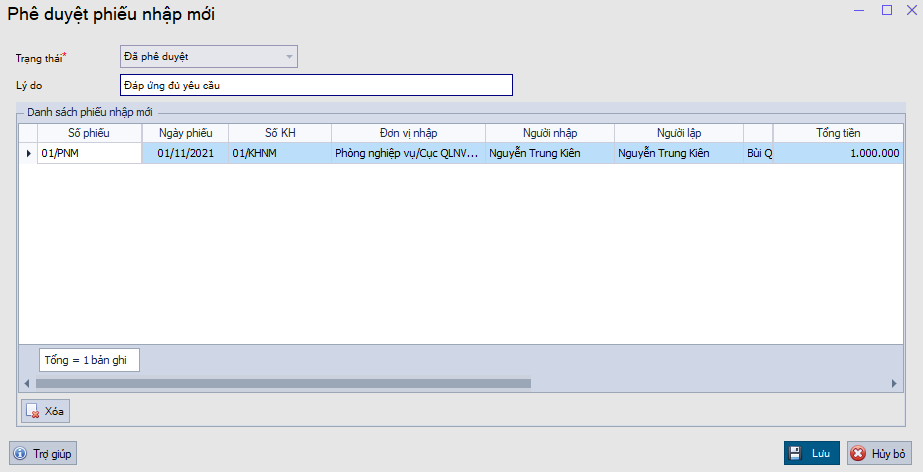 Phê duyệt phiếu nhập mới
Trạng thái* Đã phê duyệt
Lý do Đáp ứng đủ yêu cầu
Danh sách phiếu nhập mới
Số phiếu Ngày phiếu Số KH Đơn vị nhập Người nhập Người lập Tổng tiền
01/PNM 01/11/2021 01/KHNM Phòng nghiệp vụ/Cục QLNV... Nguyễn Trung Kiên Nguyễn Trung Kiên Bùi Q 1.000.000
Tổng = 1 bản ghi
Xóa
Trợ giúp Lưu Hủy bỏ